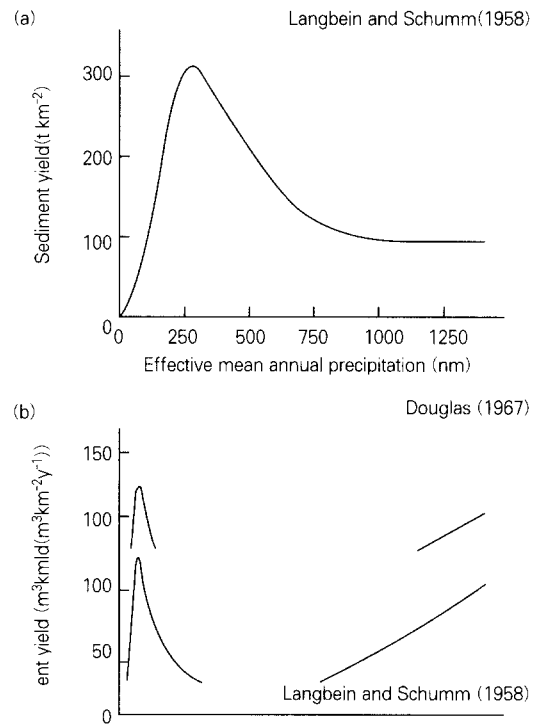 (a)
Langbein and Schumm(1958)
Sediment yield(t km-2)
300
200
100
0
0 250 500 750 1000 1250
Effective mean annual precipitation (nm)
(b)
Douglas (1967)
ent yield (m3kmld(m3km-2y-1))
150
100
100
50
0
Langbein and Schumm (1958)